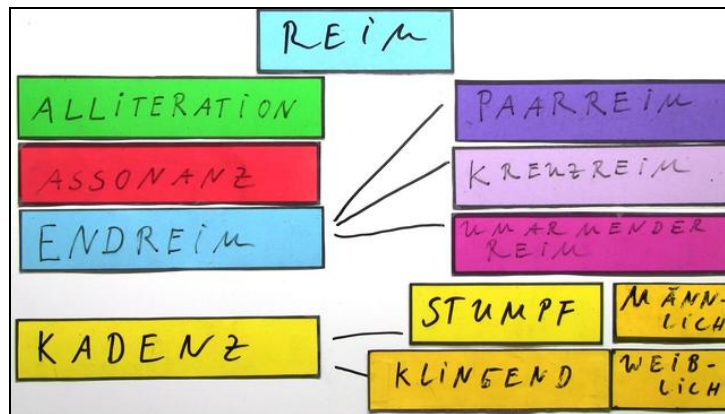 REIM
ALLITERATION
ASSONANZ
ENDREIM
PAARREIM
KREUZREIM
UMARMENDER
REIM
KADENZ
STUMPF
MÄNN-
LICH
KLINGEND
WEIB-
LICH